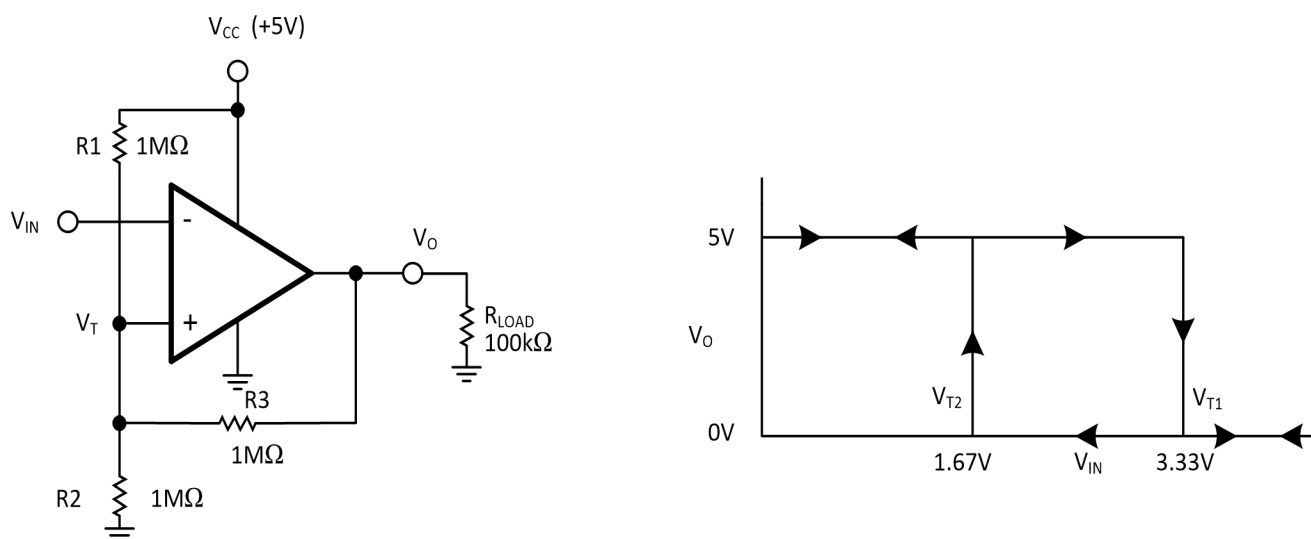 V_CC (+5V)
R1
1MΩ
V_IN
-
V_O
V_T
+
R_LOAD
100kΩ
R3
1MΩ
R2
1MΩ
5V
V_O
V_T2
V_T1
0V
1.67V
V_IN
3.33V